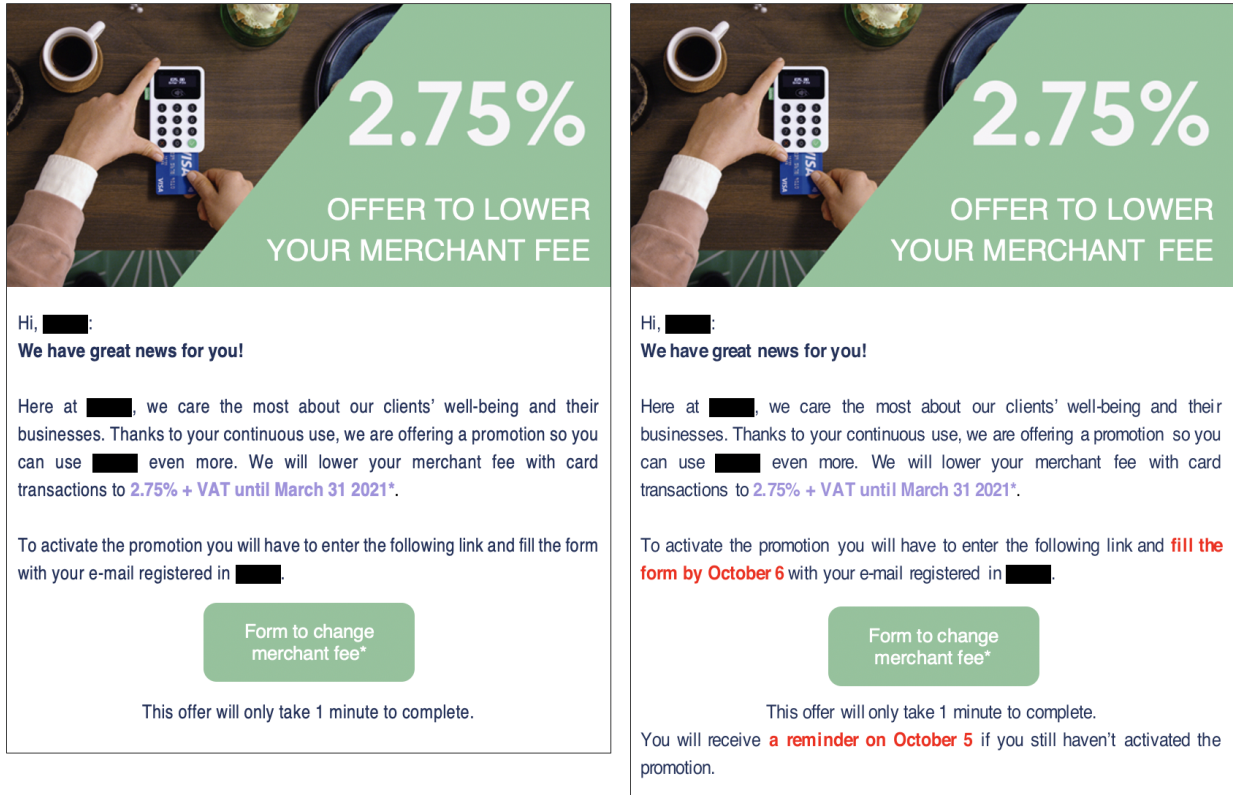 2.75%
OFFER TO LOWER
YOUR MERCHANT FEE
Hi, :
We have great news for you!
Here at , we care the most about our clients' well-being and their
businesses. Thanks to your continuous use, we are offering a promotion so you
can use even more. We will lower your merchant fee with card
transactions to 2.75% + VAT until March 31 2021*.
To activate the promotion you will have to enter the following link and fill the form
with your e-mail registered in .
Form to change
merchant fee*
This offer will only take 1 minute to complete.
VISA
VISA
2.75%
OFFER TO LOWER
YOUR MERCHANT FEE
Hi, :
We have great news for you!
Here at , we care the most about our clients' well-being and their
businesses. Thanks to your continuous use, we are offering a promotion so you
can use even more. We will lower your merchant fee with card
transactions to 2.75% + VAT until March 31 2021*.
To activate the promotion you will have to enter the following link and fill the
form by October 6 with your e-mail registered in .
Form to change
merchant fee*
This offer will only take 1 minute to complete.
You will receive a reminder on October 5 if you still haven't activated the
promotion.
VISA
VISA